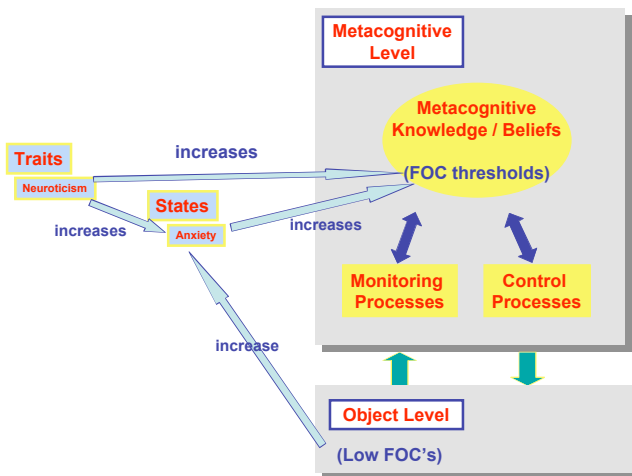 Metacognitive
Level
Metacognitive
Knowledge / Beliefs
(FOC thresholds)
increases
Traits
Neuroticism
States
increases
increases
Anxiety
Monitoring
Processes
Control
Processes
increase
Object Level
(Low FOC's)